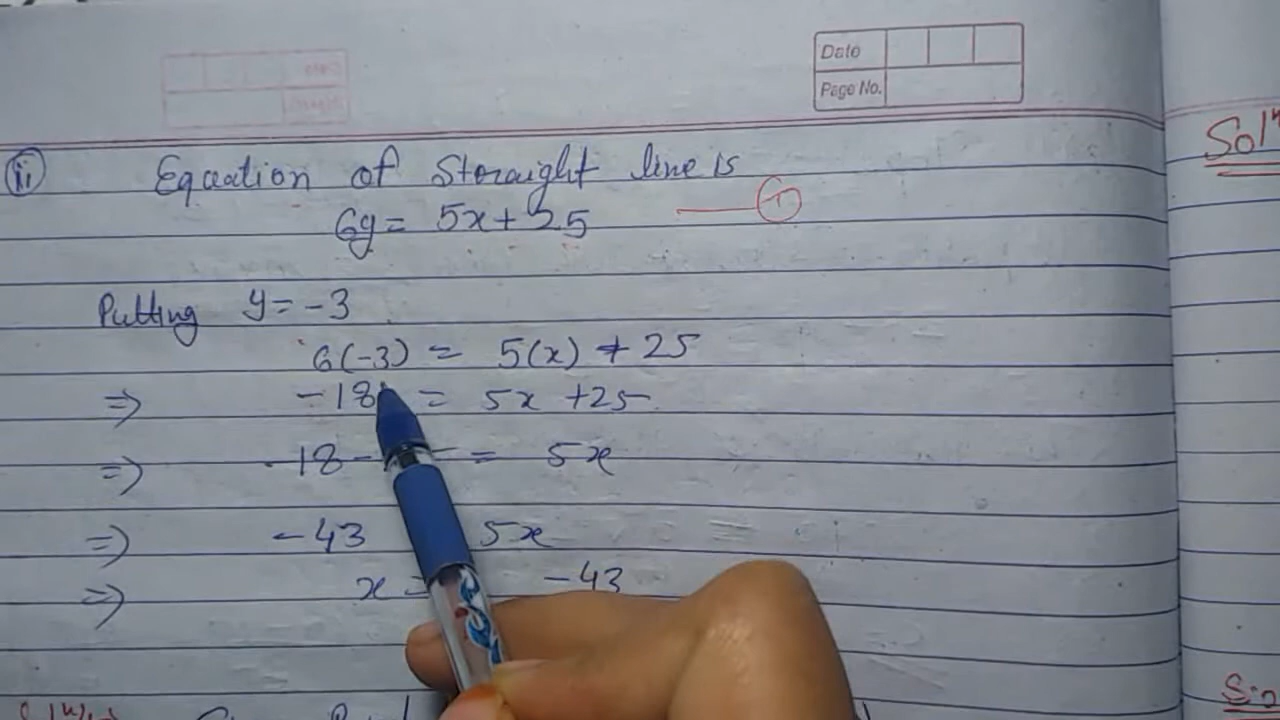 Date
Page No.
(ii) Equation of Straight line is
6y = 5x + 25 —— (1)
Putting y = -3
6(-3) = 5(x) + 25
⇒ -18 = 5x + 25
⇒ -18 - = 5x
⇒ -43 5x
⇒ x = -43
Solⁿ